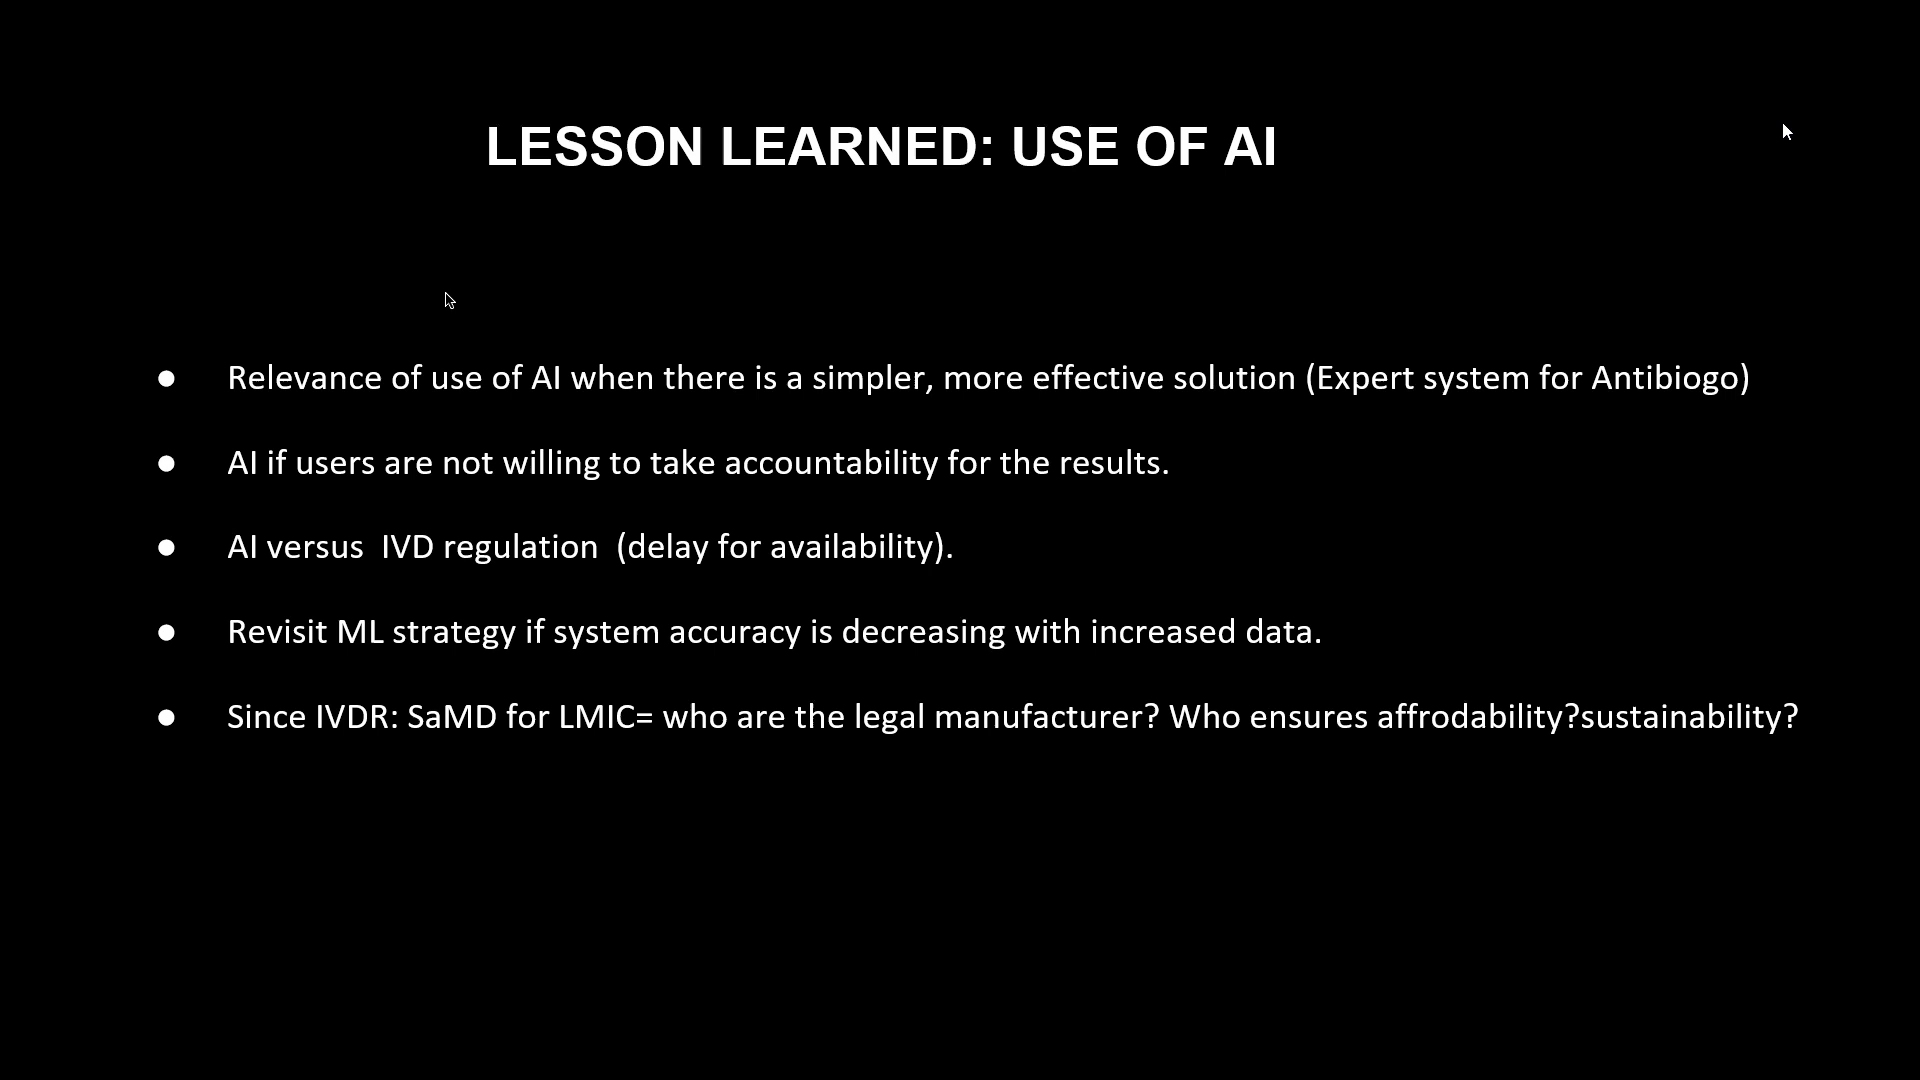 LESSON LEARNED: USE OF AI
● Relevance of use of AI when there is a simpler, more effective solution (Expert system for Antibiogo)
● AI if users are not willing to take accountability for the results.
● AI versus  IVD regulation  (delay for availability).
● Revisit ML strategy if system accuracy is decreasing with increased data.
● Since IVDR: SaMD for LMIC= who are the legal manufacturer? Who ensures affrodability?sustainability?